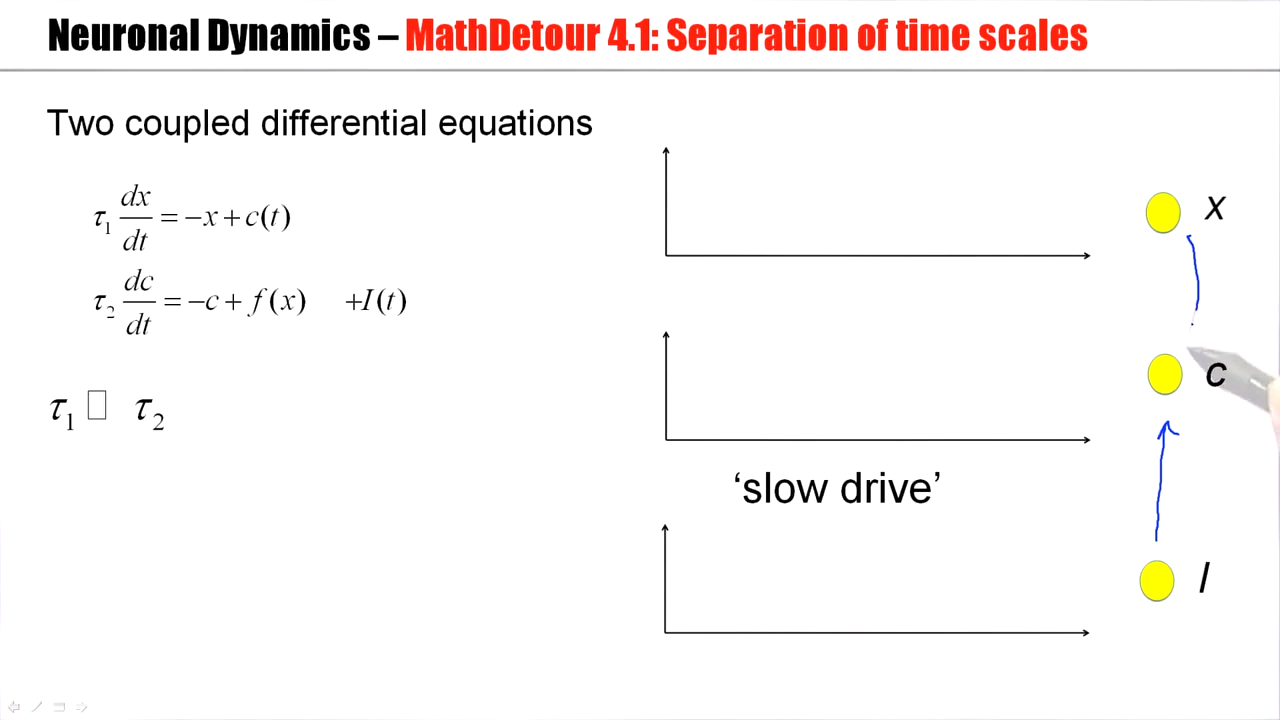 Neuronal Dynamics – MathDetour 4.1: Separation of time scales
Two coupled differential equations
τ₁ dx/dt = −x + c(t)
τ₂ dc/dt = −c + f(x) +I(t)
τ₁ □ τ₂
x
c
‘slow drive’
I